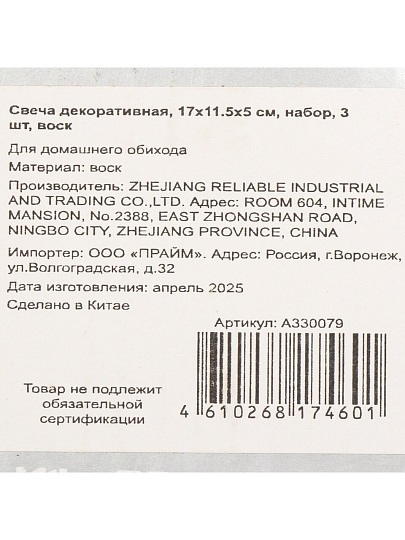 Свеча декоративная, 17х11.5х5 см, набор, 3
шт, воск
Для домашнего обихода
Материал: воск
Производитель: ZHEJIANG RELIABLE INDUSTRIAL
AND TRADING CO.,LTD. Адрес: ROOM 604, INTIME
MANSION, No.2388, EAST ZHONGSHAN ROAD,
NINGBO CITY, ZHEJIANG PROVINCE, CHINA
Импортер: ООО «ПРАЙМ». Адрес: Россия, г.Воронеж,
ул.Волгоградская, д.32
Дата изготовления: апрель 2025
Сделано в Китае
Артикул: A330079
Товар не подлежит
обязательной
сертификации
4 610268 174601